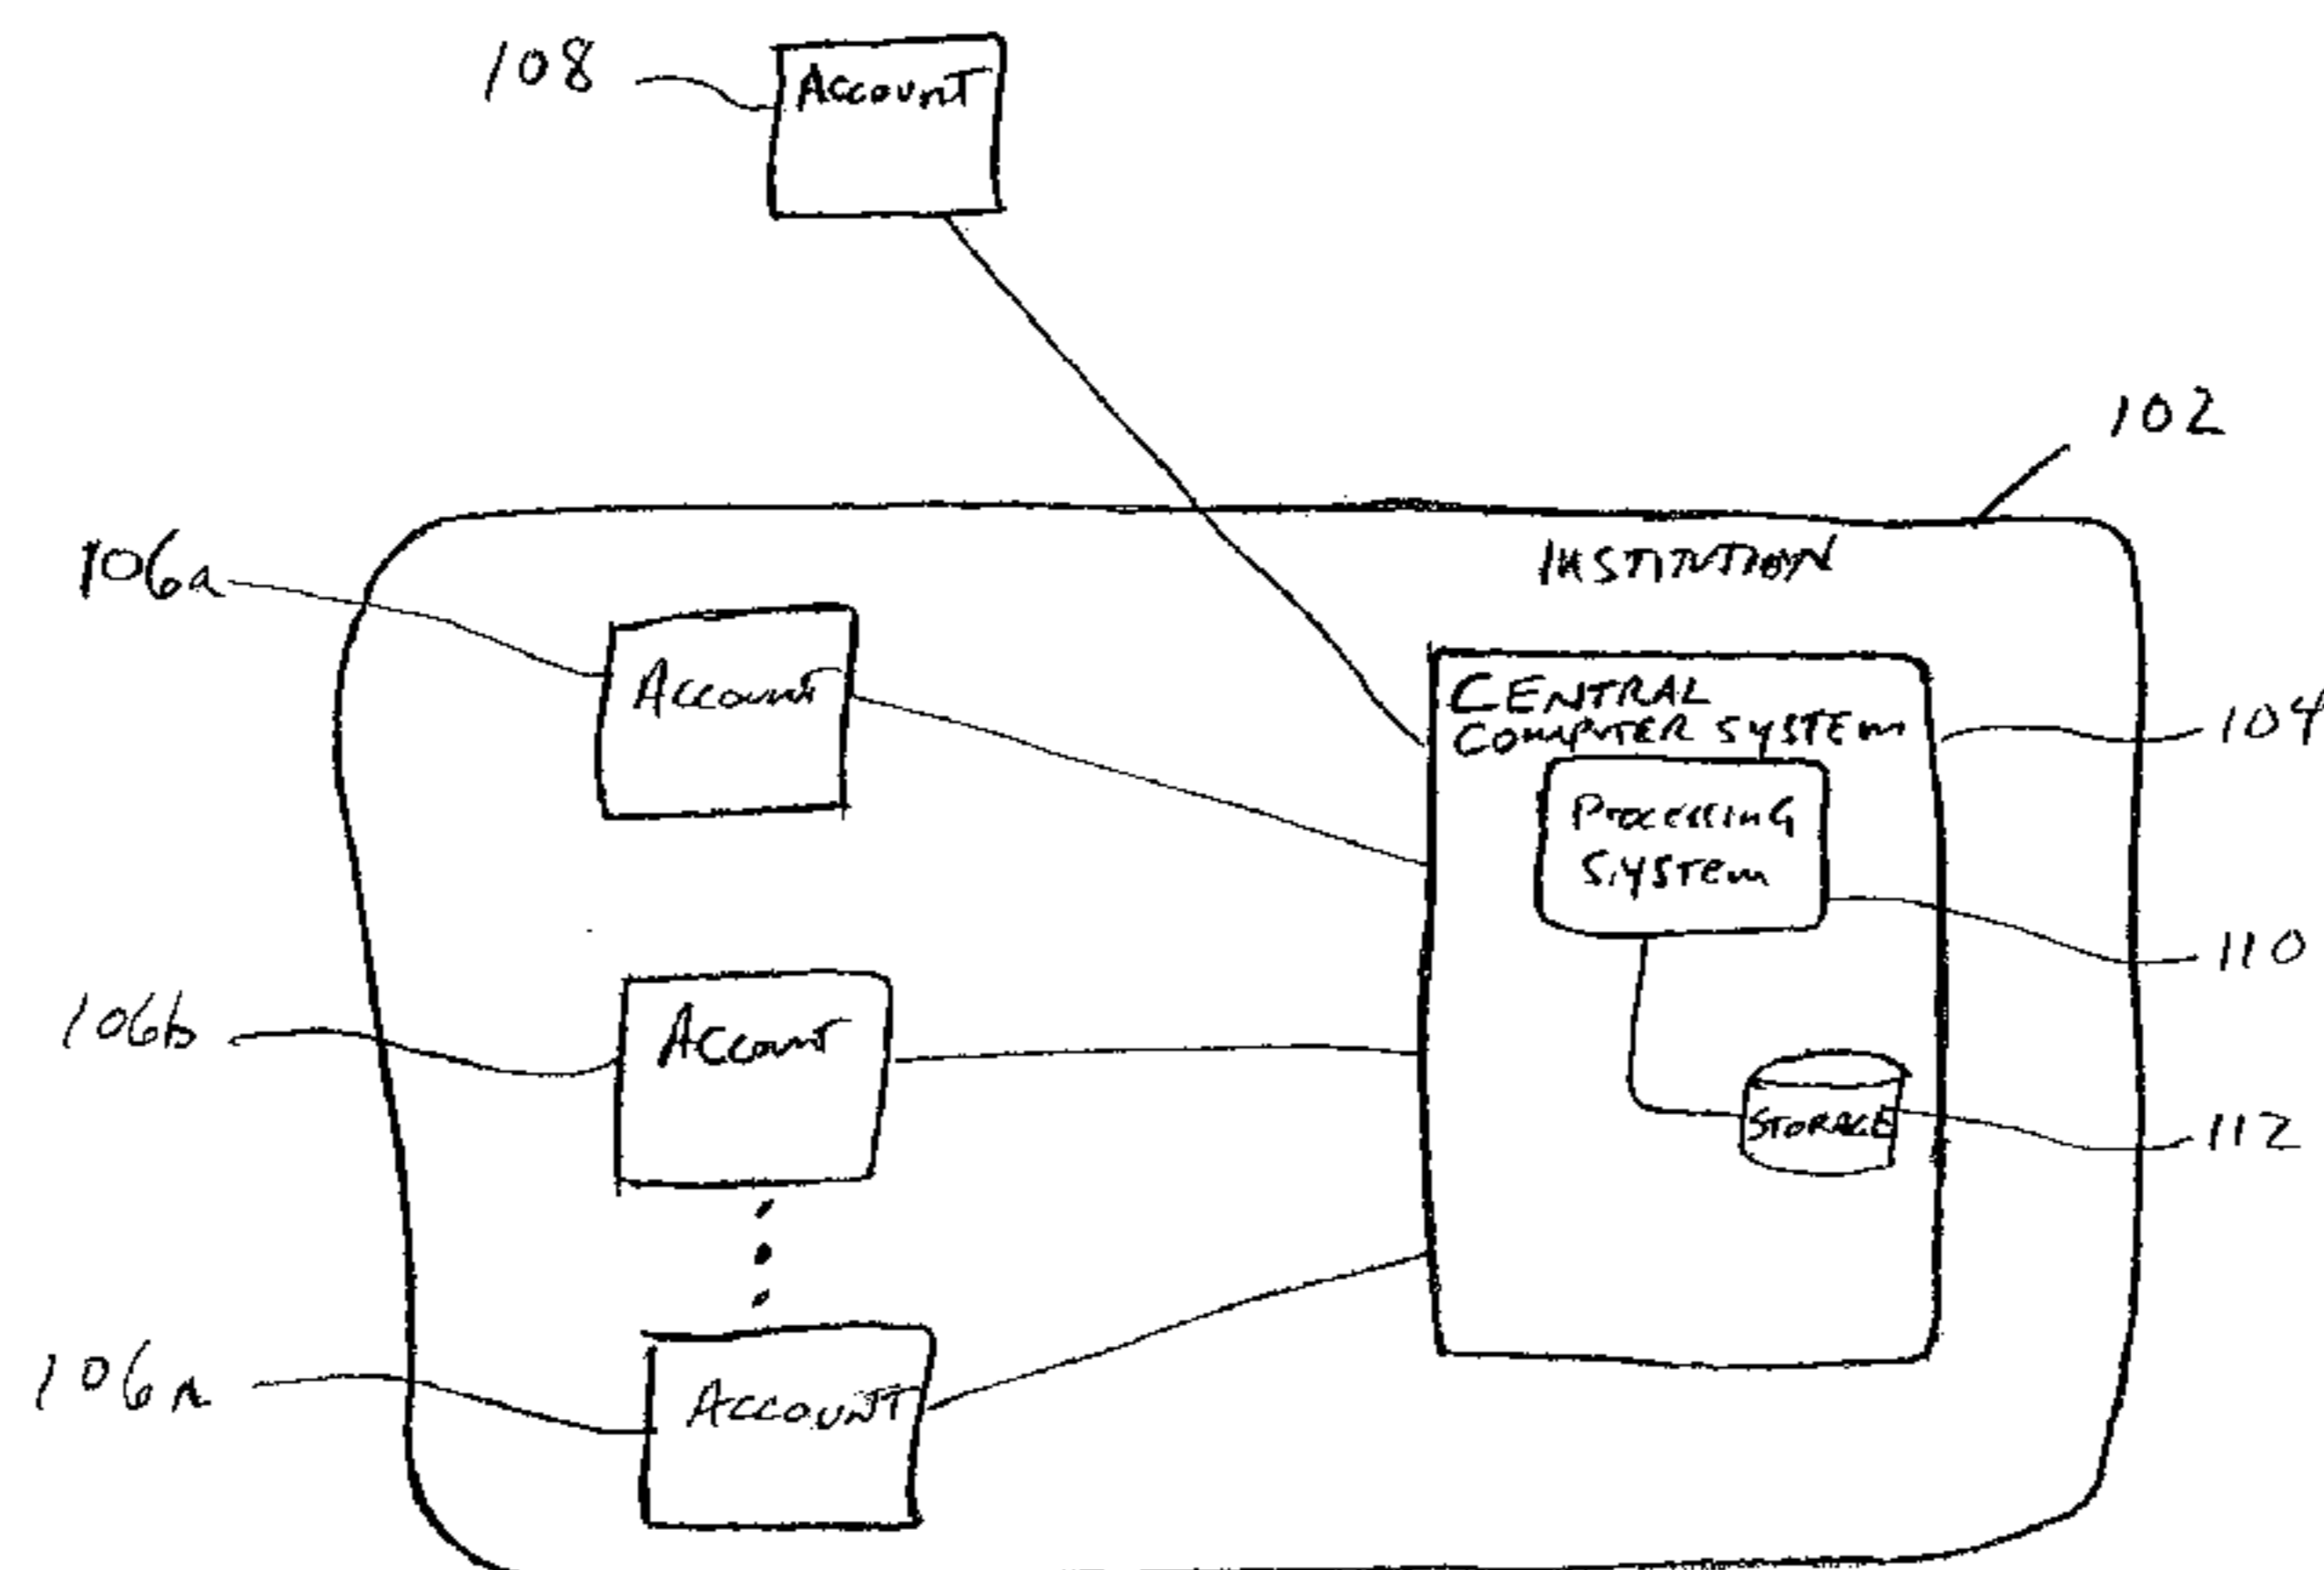 108
Account
102
INSTITUTION
106a
Account
CENTRAL
COMPUTER SYSTEM
104
Processing
System
110
106b
Account
STORAGE
112
106n
Account